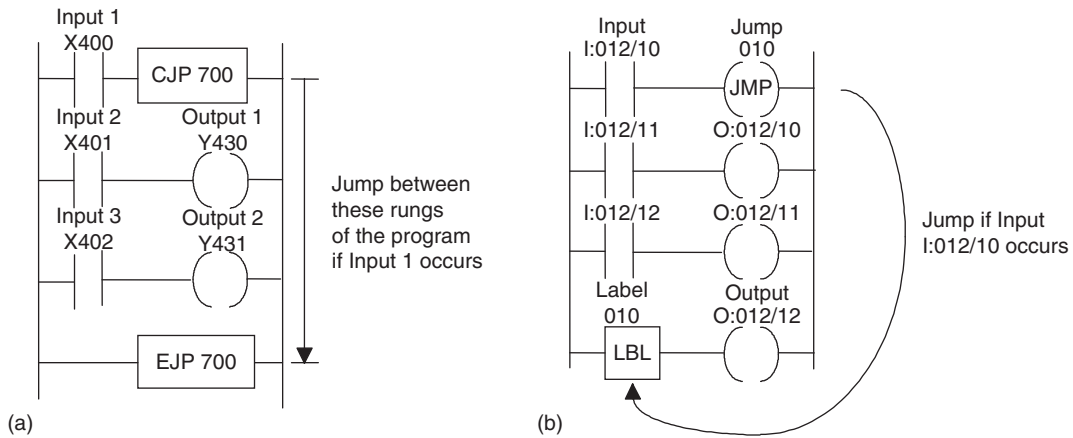 Input 1
X400
CJP 700
Input 2
X401
Output 1
Y430
Input 3
X402
Output 2
Y431
EJP 700
Jump between
these rungs
of the program
if Input 1 occurs
(a)
Input
I:012/10
Jump
010
JMP
I:012/11
O:012/10
I:012/12
O:012/11
Label
010
LBL
Output
O:012/12
Jump if Input
I:012/10 occurs
(b)